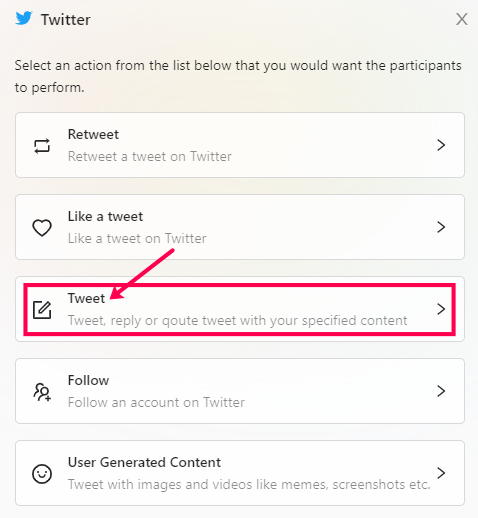 Twitter
Select an action from the list below that you would want the participants
to perform.
Retweet
Retweet a tweet on Twitter
Like a tweet
Like a tweet on Twitter
Tweet
Tweet, reply or qoute tweet with your specified content
Follow
Follow an account on Twitter
User Generated Content
Tweet with images and videos like memes, screenshots etc.